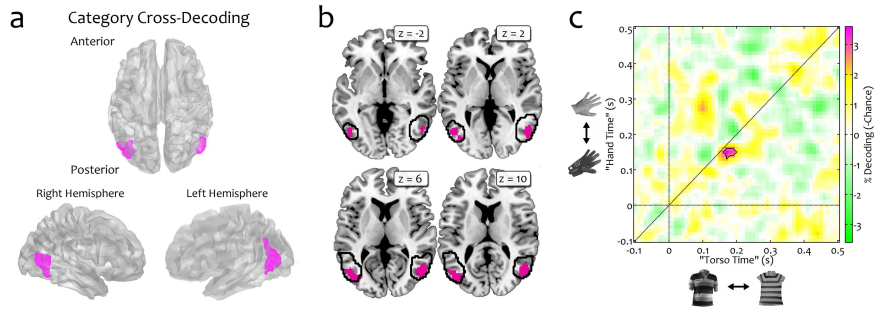 a
Category Cross-Decoding
Anterior
Posterior
Right Hemisphere
Left Hemisphere
b
z = -2
z = 2
z = 6
z = 10
c
0.5
0.4
0.3
0.2
0.1
0
-0.1
"Hand Time" (s)
-0.1
0
0.1
0.2
0.3
0.4
0.5
"Torso Time" (s)
3
2
1
0
-1
-2
-3
% Decoding (-Chance)